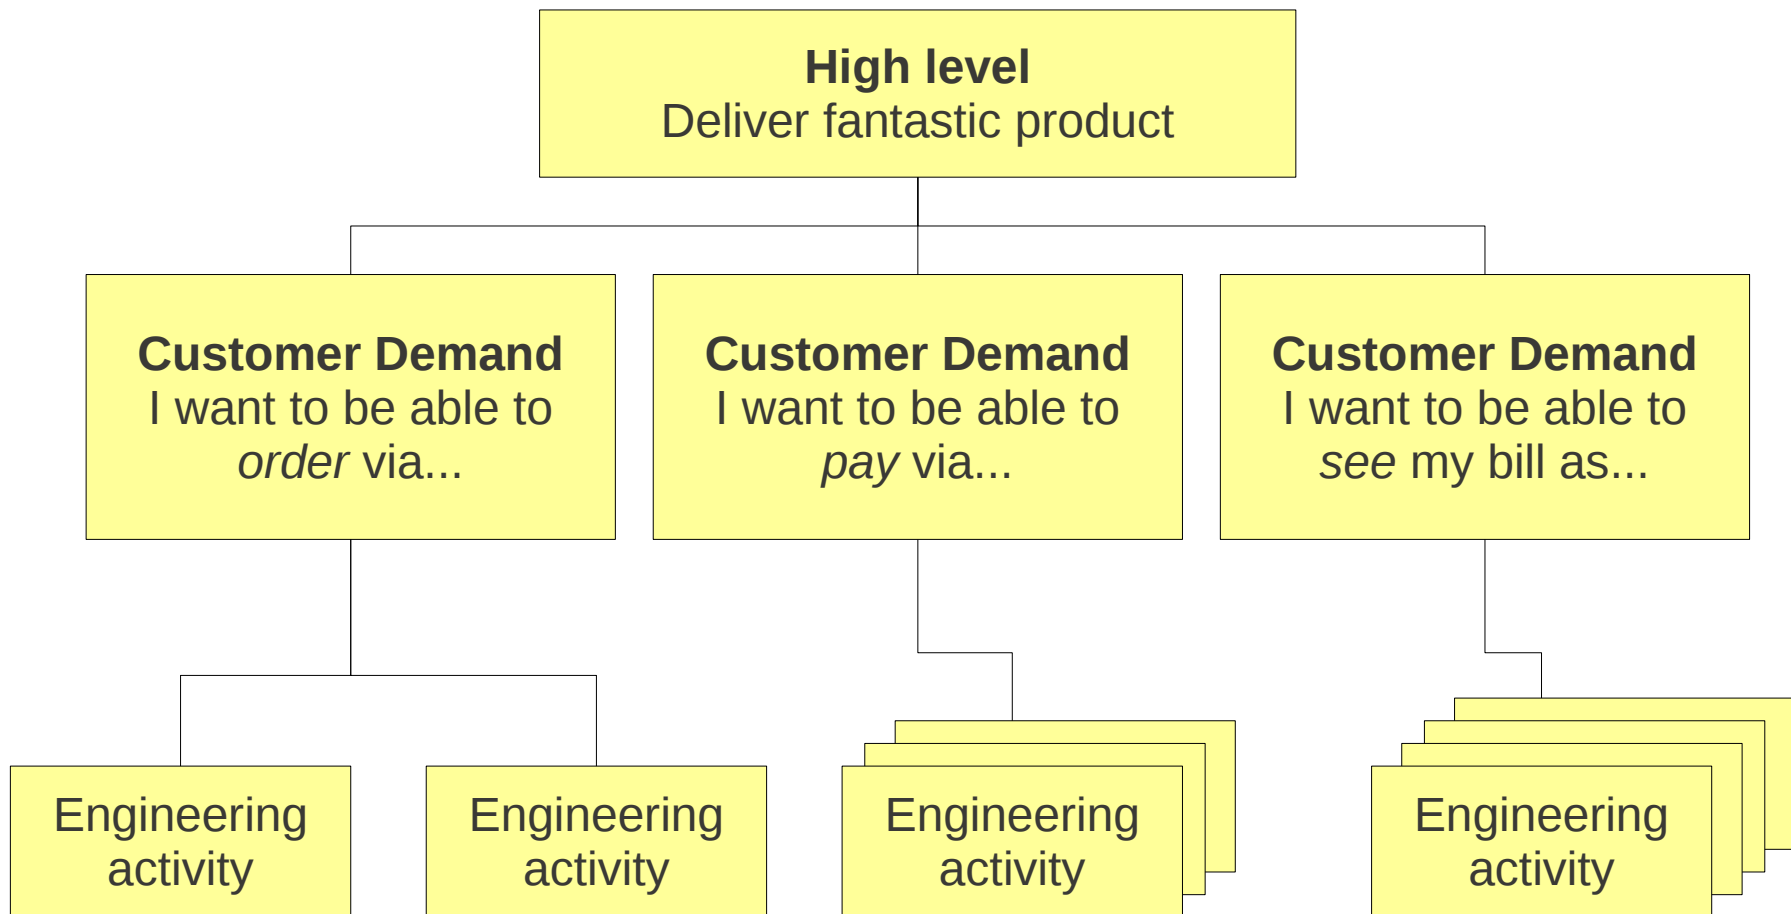 High level
Deliver fantastic product
Customer Demand
I want to be able to
order via...
Customer Demand
I want to be able to
pay via...
Customer Demand
I want to be able to
see my bill as...
Engineering
activity
Engineering
activity
Engineering
activity
Engineering
activity